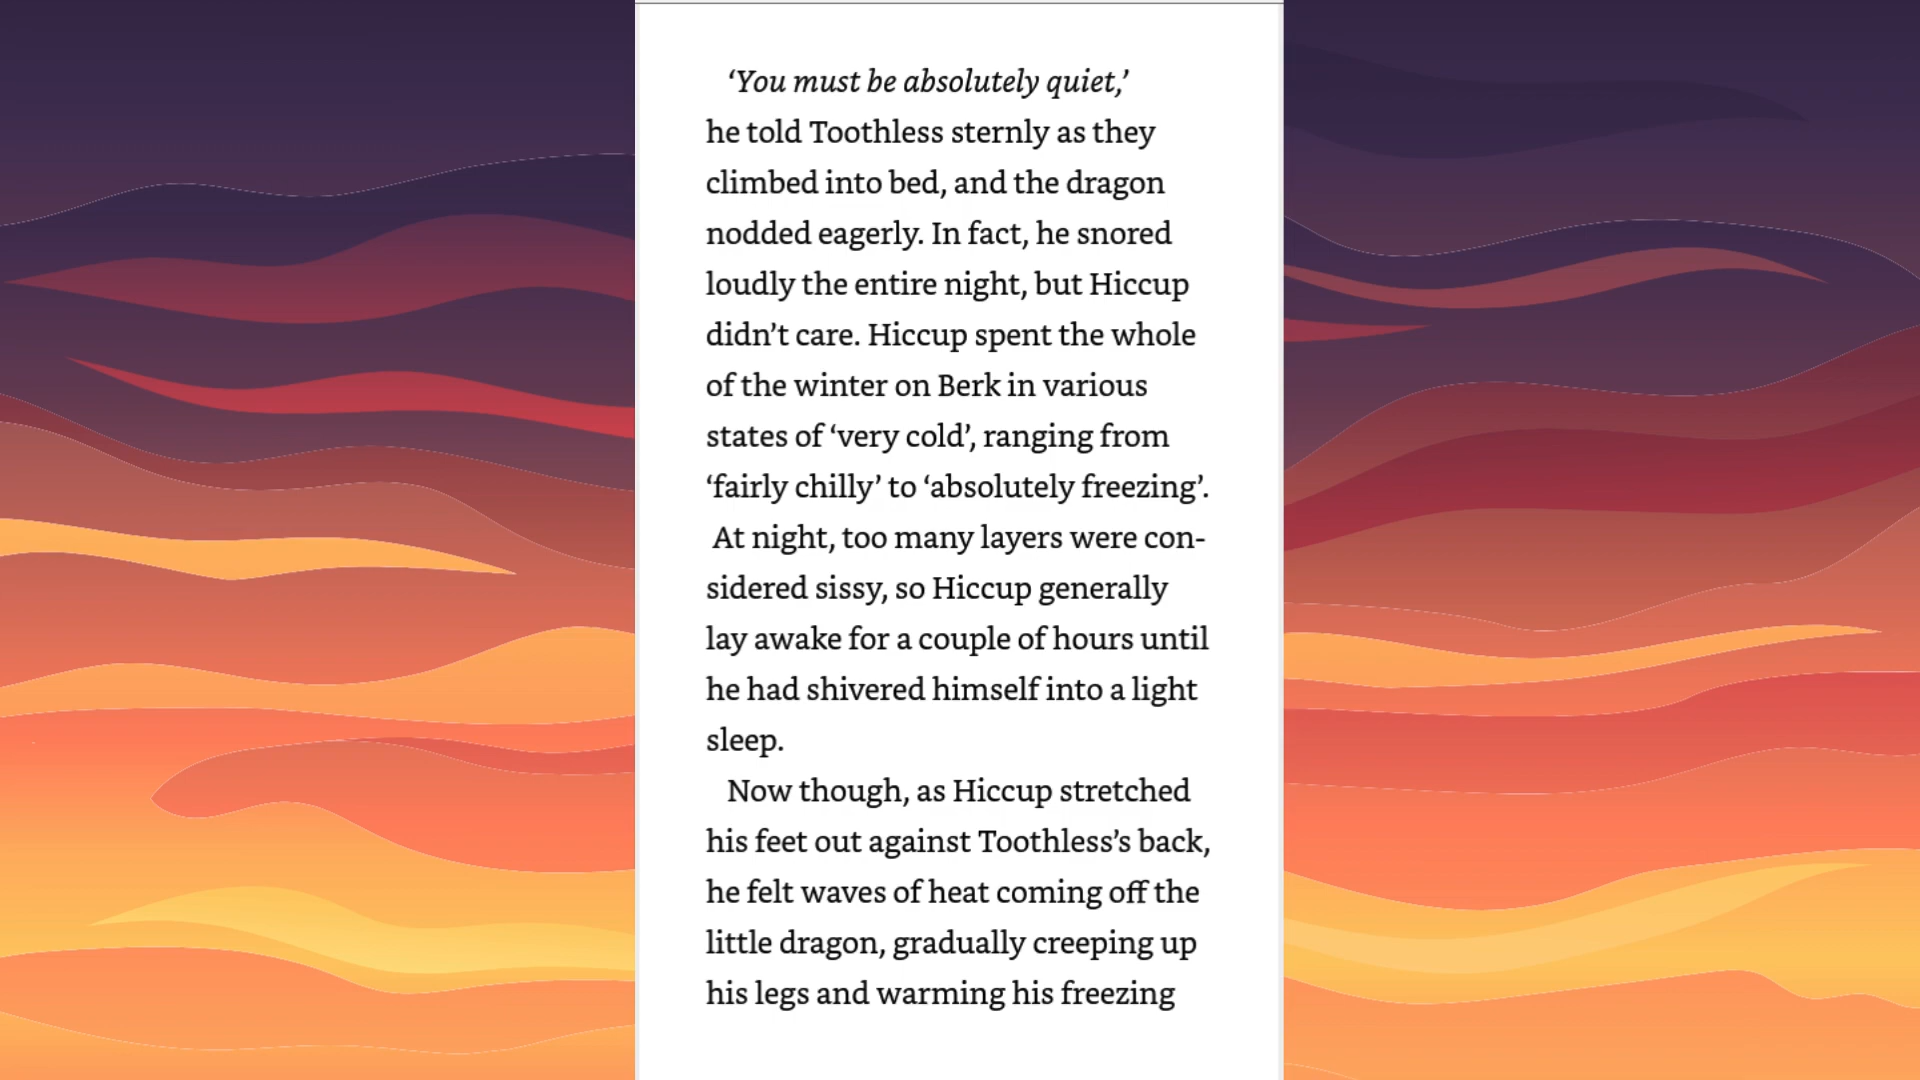 ‘You must be absolutely quiet,’
he told Toothless sternly as they
climbed into bed, and the dragon
nodded eagerly. In fact, he snored
loudly the entire night, but Hiccup
didn’t care. Hiccup spent the whole
of the winter on Berk in various
states of ‘very cold’, ranging from
‘fairly chilly’ to ‘absolutely freezing’.
At night, too many layers were con-
sidered sissy, so Hiccup generally
lay awake for a couple of hours until
he had shivered himself into a light
sleep.
Now though, as Hiccup stretched
his feet out against Toothless’s back,
he felt waves of heat coming off the
little dragon, gradually creeping up
his legs and warming his freezing